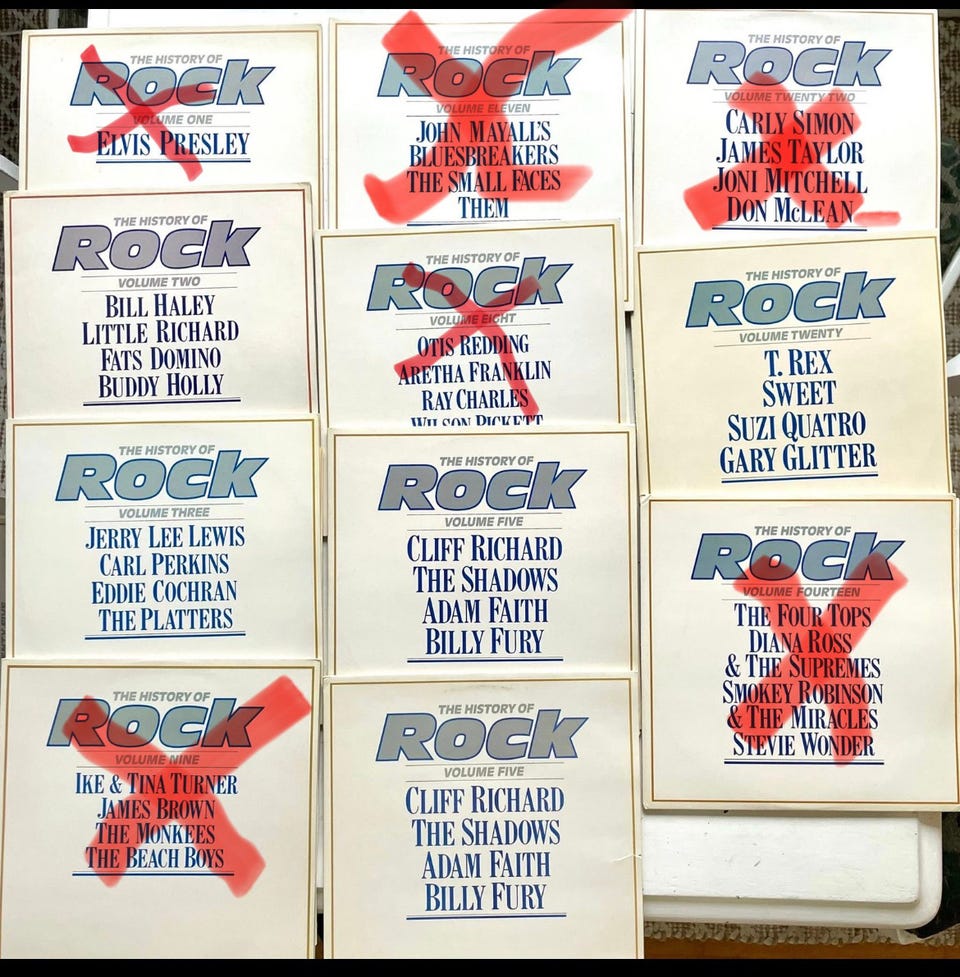 THE HISTORY OF
Rock
VOLUME ONE
ELVIS PRESLEY
THE HISTORY OF
Rock
VOLUME TWO
BILL HALEY
LITTLE RICHARD
FATS DOMINO
BUDDY HOLLY
THE HISTORY OF
Rock
VOLUME THREE
JERRY LEE LEWIS
CARL PERKINS
EDDIE COCHRAN
THE PLATTERS
THE HISTORY OF
Rock
VOLUME NINE
IKE & TINA TURNER
JAMES BROWN
THE MONKEES
THE BEACH BOYS
THE HISTORY OF
Rock
VOLUME ELEVEN
JOHN MAYALL'S
BLUESBREAKERS
THE SMALL FACES
THEM
THE HISTORY OF
Rock
VOLUME EIGHT
OTIS REDDING
ARETHA FRANKLIN
RAY CHARLES
WILSON PICKETT
THE HISTORY OF
Rock
VOLUME FIVE
CLIFF RICHARD
THE SHADOWS
ADAM FAITH
BILLY FURY
THE HISTORY OF
Rock
VOLUME FIVE
CLIFF RICHARD
THE SHADOWS
ADAM FAITH
BILLY FURY
THE HISTORY OF
Rock
VOLUME TWENTY TWO
CARLY SIMON
JAMES TAYLOR
JONI MITCHELL
DON McLEAN
THE HISTORY OF
Rock
VOLUME TWENTY
T. REX
SWEET
SUZI QUATRO
GARY GLITTER
THE HISTORY OF
Rock
VOLUME FOURTEEN
THE FOUR TOPS
DIANA ROSS
& THE SUPREMES
SMOKEY ROBINSON
& THE MIRACLES
STEVIE WONDER